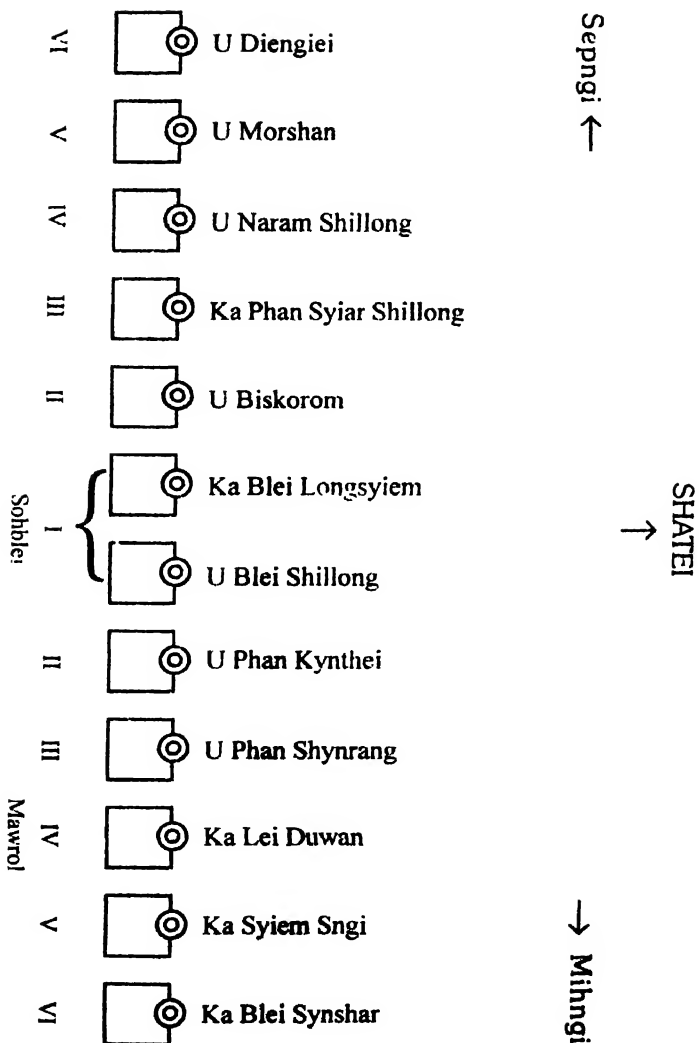 Sepngi ←
SHATEI
→
→ Mihngi
VI U Diengiei
V U Morshan
IV U Naram Shillong
III Ka Phan Syiar Shillong
II U Biskorom
Ka Blei Longsyiem
I
Sohblei
U Blei Shillong
II U Phan Kynthei
III U Phan Shynrang
IV Ka Lei Duwan
Mawrol
V Ka Syiem Sngi
VI Ka Blei Synshar